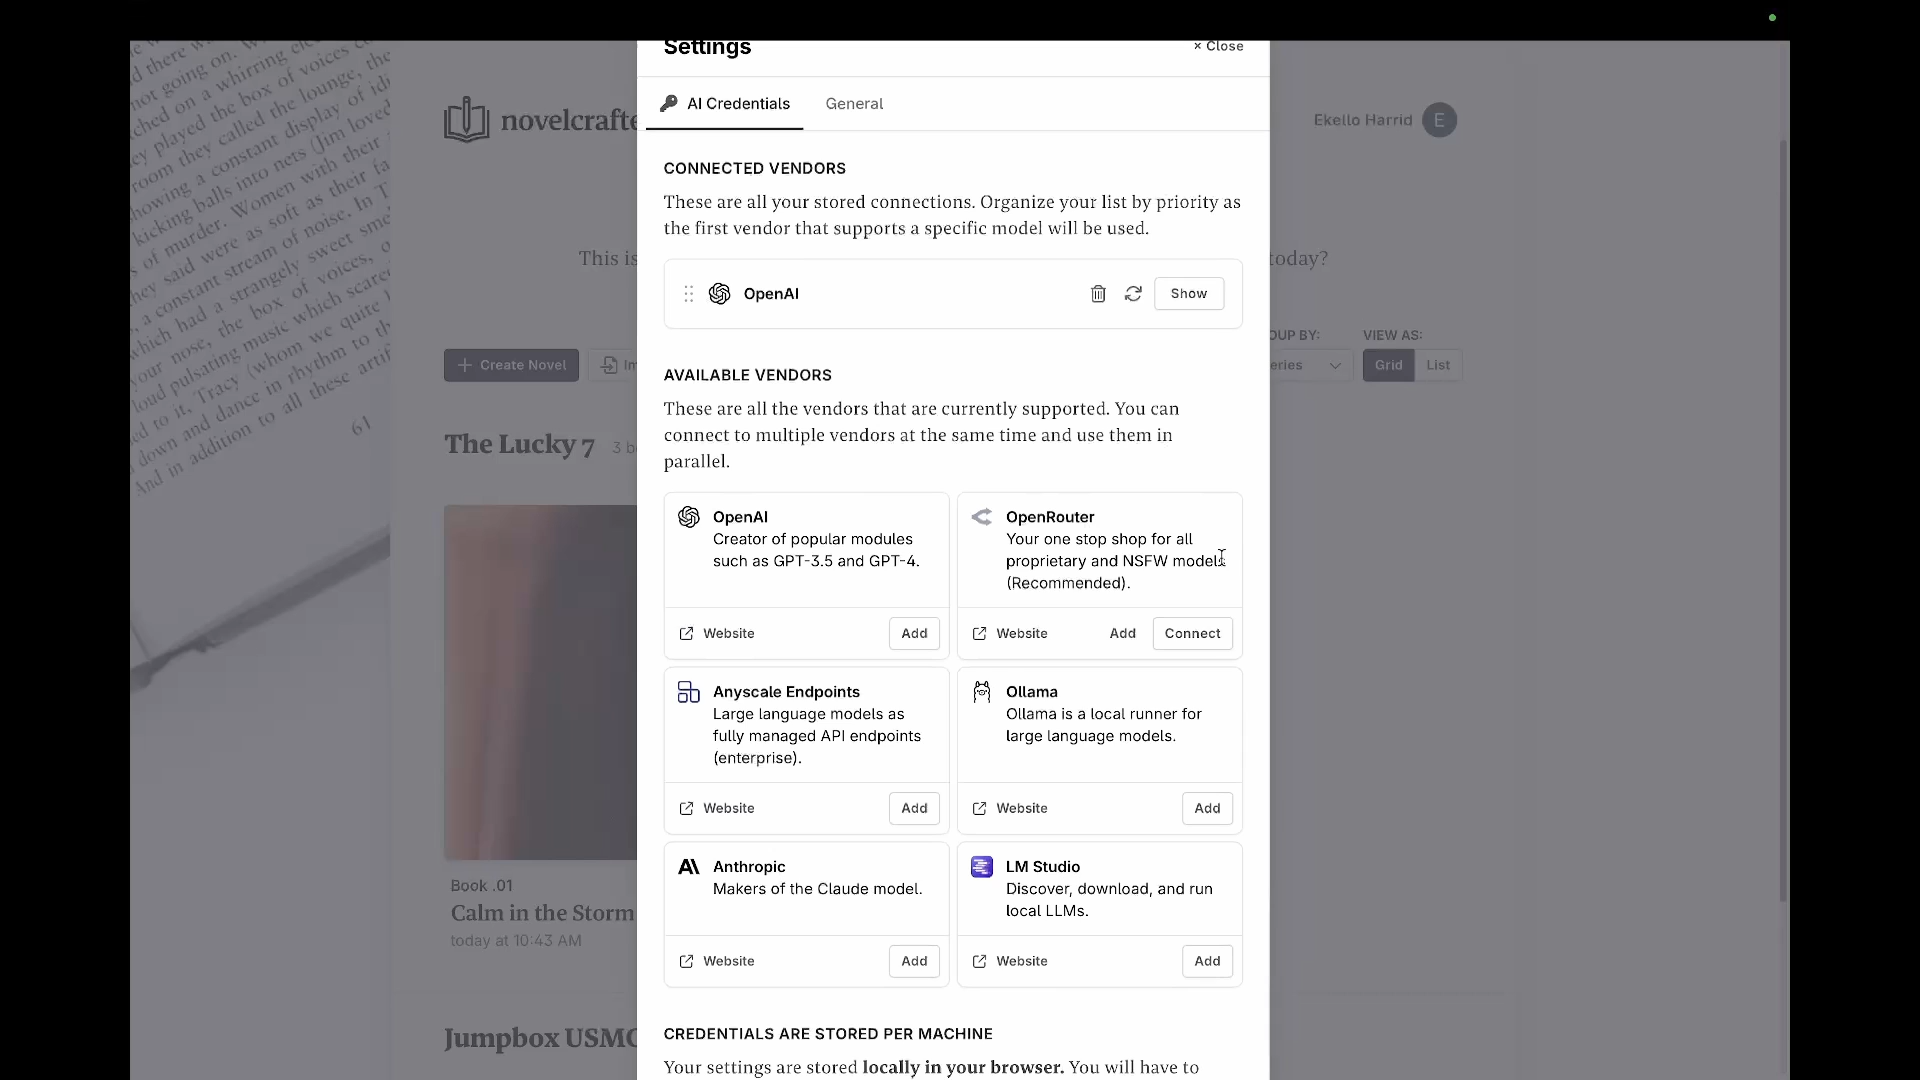 Settings
× Close
AI Credentials
General
novelcrafte
Ekello Harrid
E
CONNECTED VENDORS
These are all your stored connections. Organize your list by priority as
the first vendor that supports a specific model will be used.
This is
today?
OpenAI
Show
OUP BY:
VIEW AS:
eries
Grid
List
Create Novel
Im
AVAILABLE VENDORS
These are all the vendors that are currently supported. You can
connect to multiple vendors at the same time and use them in
parallel.
The Lucky 7
3 b
OpenAI
Creator of popular modules
such as GPT-3.5 and GPT-4.
Website
Add
OpenRouter
Your one stop shop for all
proprietary and NSFW models
(Recommended).
Website
Add
Connect
Anyscale Endpoints
Large language models as
fully managed API endpoints
(enterprise).
Website
Add
Ollama
Ollama is a local runner for
large language models.
Website
Add
Anthropic
Makers of the Claude model.
Website
Add
LM Studio
Discover, download, and run
local LLMs.
Website
Add
Book .01
Calm in the Storm
today at 10:43 AM
Jumpbox USMC
CREDENTIALS ARE STORED PER MACHINE
Your settings are stored locally in your browser. You will have to
61